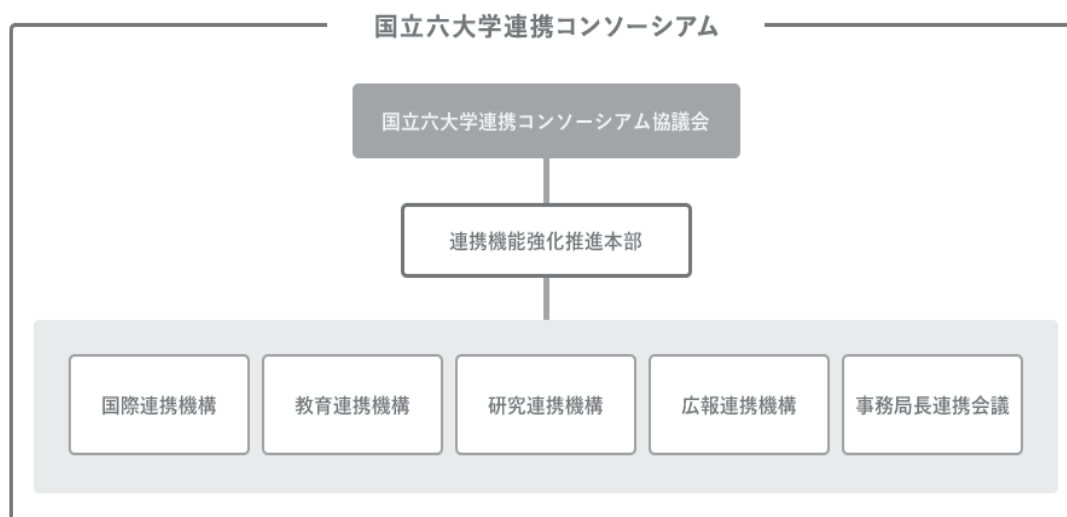 国立六大学連携コンソーシアム
国立六大学連携コンソーシアム協議会
連携機能強化推進本部
国際連携機構
教育連携機構
研究連携機構
広報連携機構
事務局長連携会議